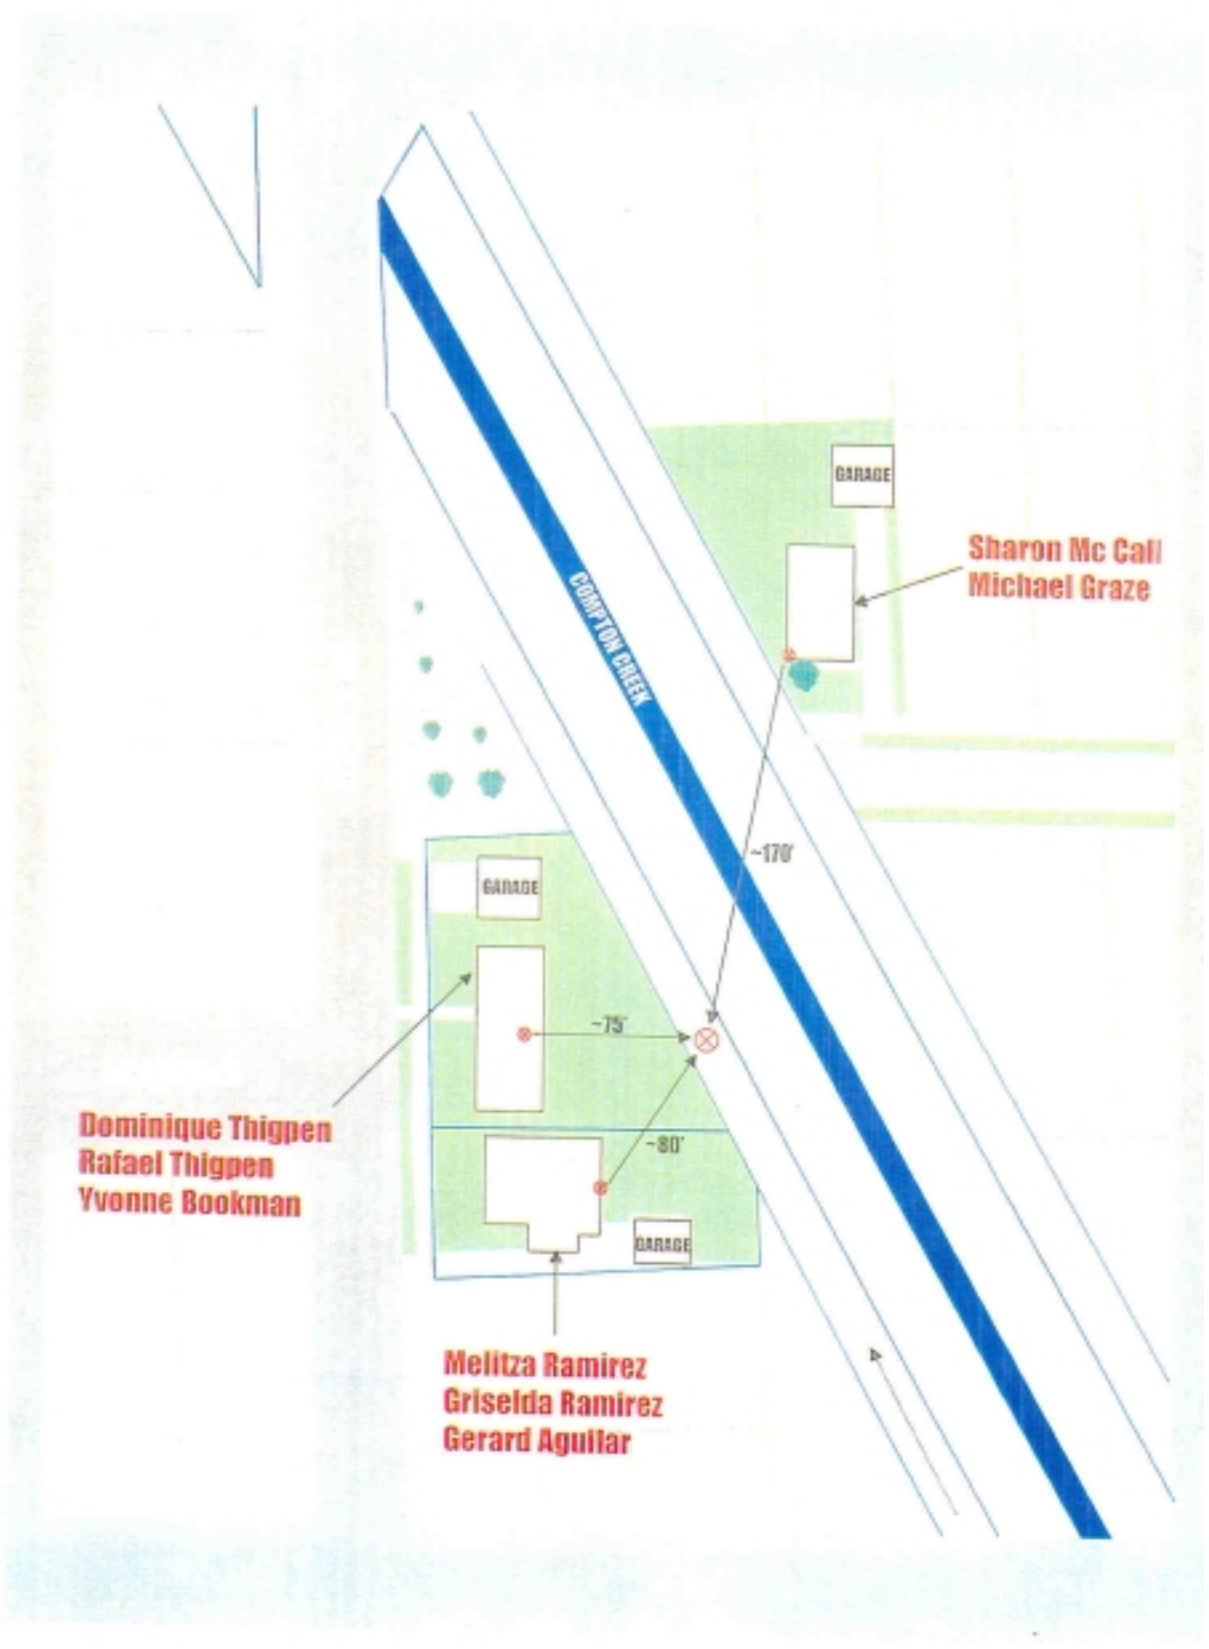 GARAGE
Sharon Mc Call
Michael Graze
COMPTON CREEK
~170'
GARAGE
~75'
Dominique Thigpen
Rafael Thigpen
Yvonne Bookman
~80'
GARAGE
Melitza Ramirez
Griselda Ramirez
Gerard Aguilar